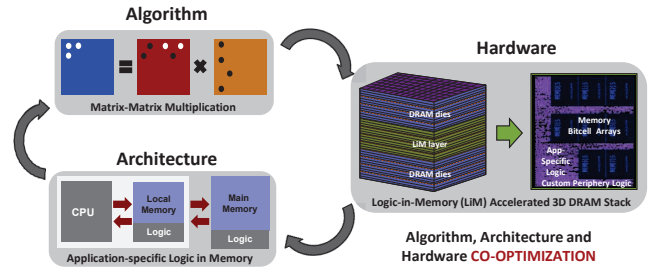 Algorithm
=
×
Matrix-Matrix Multiplication
Hardware
DRAM dies
LiM layer
DRAM dies
Memory
Bitcell Arrays
App-
Specific
Logic
Custom Periphery Logic
Logic-in-Memory (LiM) Accelerated 3D DRAM Stack
Architecture
CPU
Local
Memory
Logic
Main
Memory
Logic
Application-specific Logic in Memory
Algorithm, Architecture and
Hardware CO-OPTIMIZATION